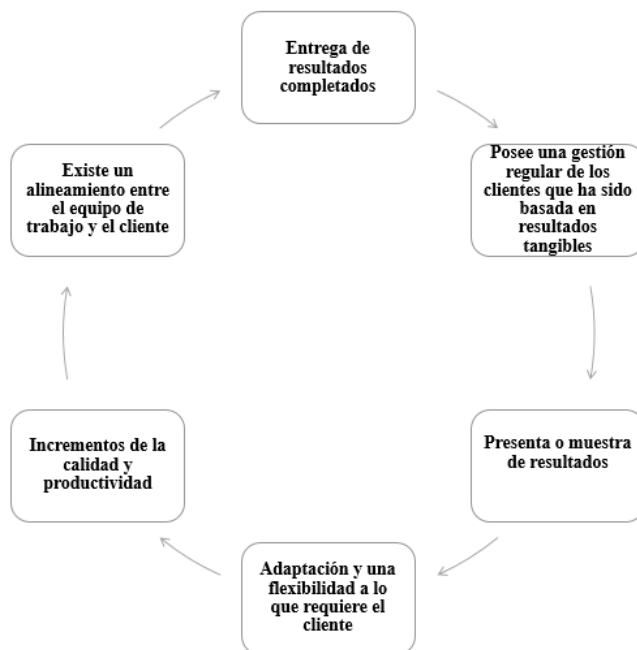 Entrega de
resultados
completados
Posee una gestión
regular de los
clientes que ha sido
basada en
resultados
tangibles
Presenta o muestra
de resultados
Adaptación y una
flexibilidad a lo
que requiere el
cliente
Incrementos de la
calidad y
productividad
Existe un
alineamiento entre
el equipo de
trabajo y el cliente